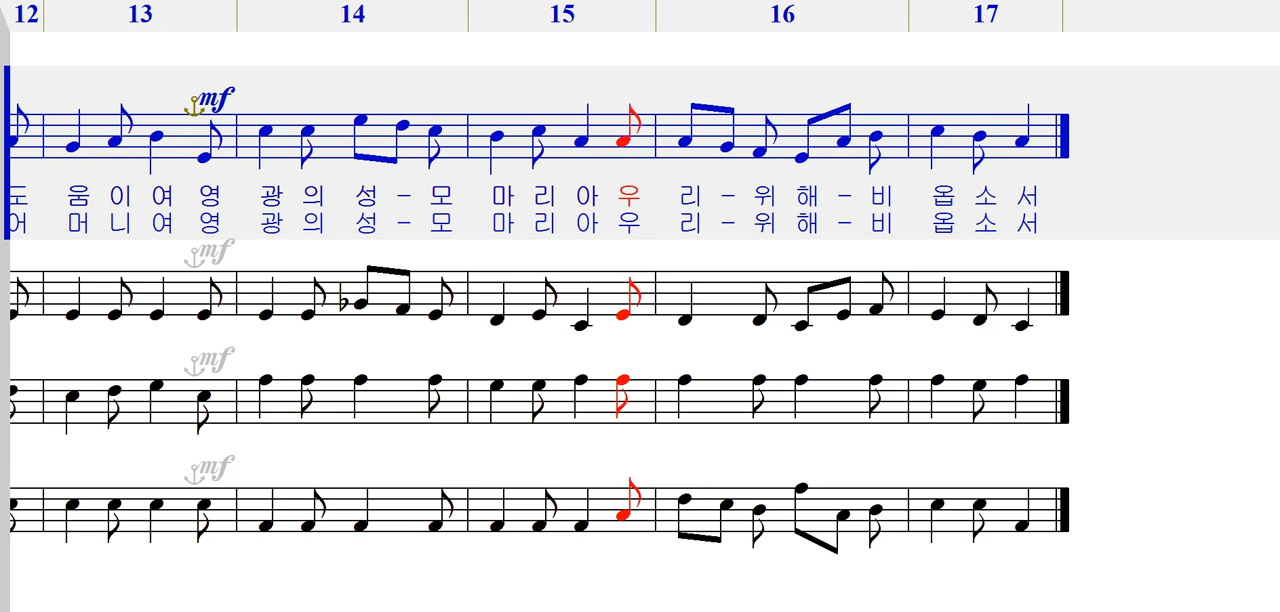 12 13 14 15 16 17
mf
도 움 이 여 영 광 의 성 - 모 마 리 아 우 리 - 위 해 - 비 옵 소 서
어 머 니 여 영 광 의 성 - 모 마 리 아 우 리 - 위 해 - 비 옵 소 서
mf
mf
mf